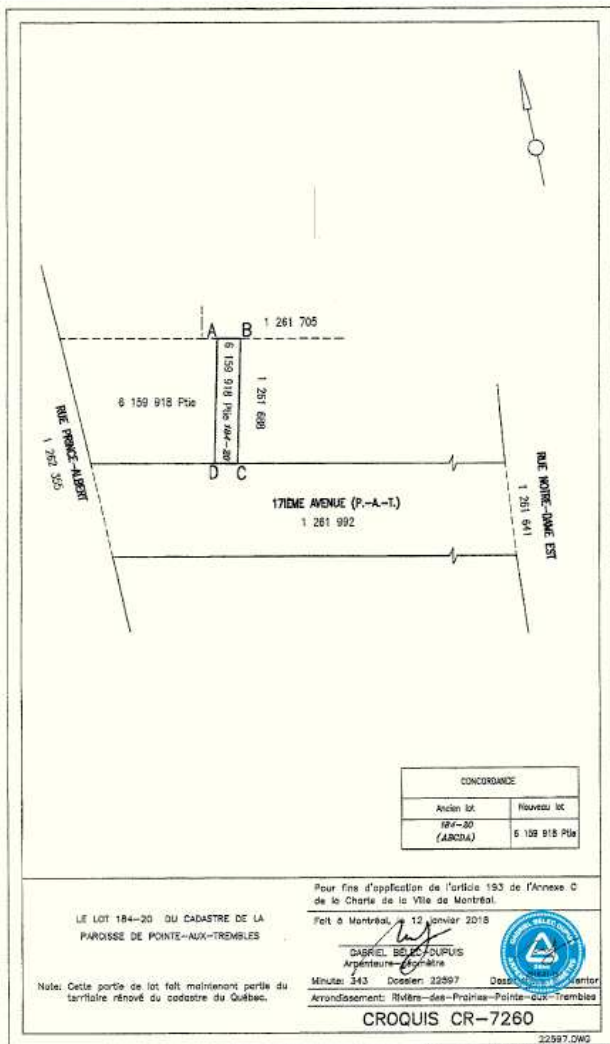 A B
1 261 705
6 159 918 Ptie
6 159 918 Ptie 184-20
1 261 688
D C
RUE PRINCE-ALBERT
1 262 355
17IÈME AVENUE (P.-A.-T.)
1 261 992
RUE NOTRE-DAME EST
1 261 641
CONCORDANCE
Ancien lot Nouveau lot
184-20
(ABCDA) 6 159 918 Ptie
LE LOT 184-20 DU CADASTRE DE LA
PAROISSE DE POINTE-AUX-TREMBLES
Note: Cette partie de lot fait maintenant partie du
territoire rénové du cadastre du Québec.
Pour fins d'application de l'article 193 de l'Annexe C
de la Charte de la Ville de Montréal.
Fait à Montréal, le 12 janvier 2018
GABRIEL BÉLEC-DUPUIS
Arpenteure-géomètre
Minute: 343 Dossier: 22597
Arrondissement: Rivière-des-Prairies-Pointe-aux-Trembles
CROQUIS CR-7260
22597.DWG
GABRIEL BÉLEC DUPUIS